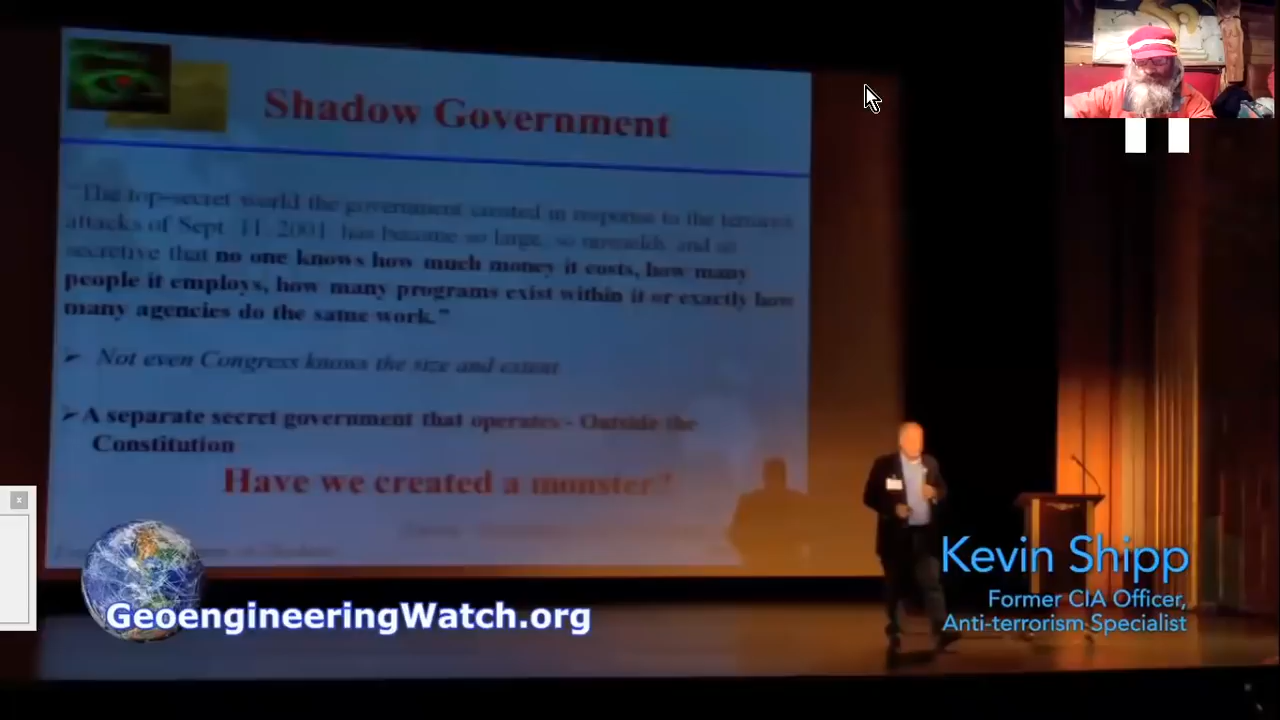 Shadow Government
"The top-secret world the government created in response to the terrorist
attacks of Sept. 11, 2001, has become so large, so unwieldy and so
secretive that no one knows how much money it costs, how many
people it employs, how many programs exist within it or exactly how
many agencies do the same work."
Not even Congress knows the size and extent
A separate secret government that operates - Outside the
Constitution
Have we created a monster?
GeoengineeringWatch.org
Kevin Shipp
Former CIA Officer,
Anti-terrorism Specialist